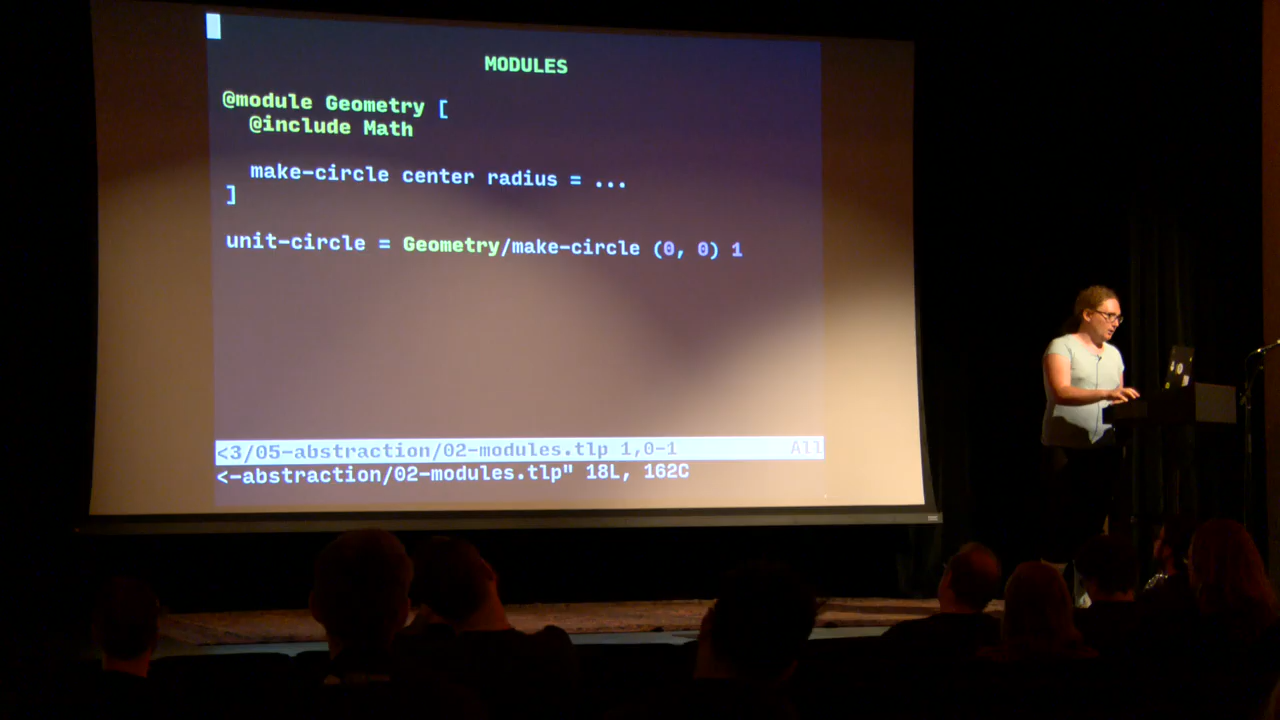 MODULES
@module Geometry [
@include Math
make-circle center radius = ...
]
unit-circle = Geometry/make-circle (0, 0) 1
<3/05-abstraction/02-modules.tlp 1,0-1 All
<-abstraction/02-modules.tlp" 18L, 162C